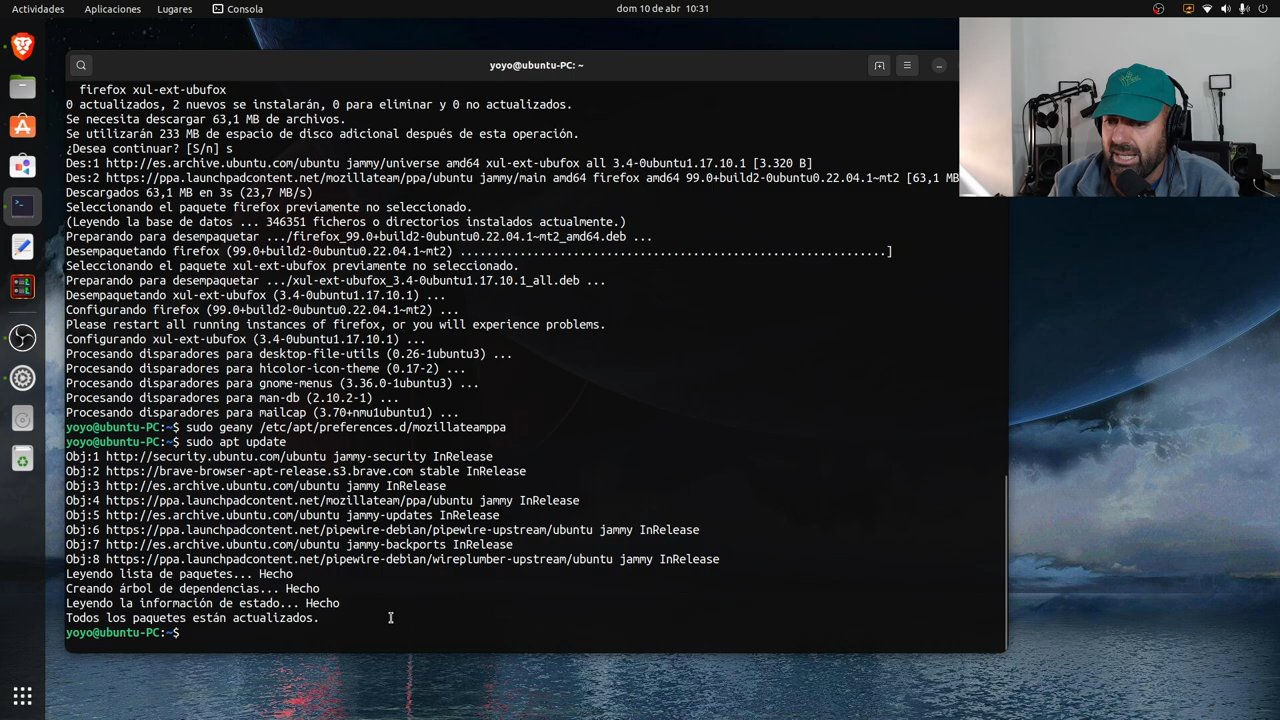 Actividades Aplicaciones Lugares Consola dom 10 de abr 10:31
yoyo@ubuntu-PC: ~
firefox xul-ext-ubufox
0 actualizados, 2 nuevos se instalarán, 0 para eliminar y 0 no actualizados.
Se necesita descargar 63,1 MB de archivos.
Se utilizarán 233 MB de espacio de disco adicional después de esta operación.
¿Desea continuar? [S/n] s
Des:1 http://es.archive.ubuntu.com/ubuntu jammy/universe amd64 xul-ext-ubufox all 3.4-0ubuntu1.17.10.1 [3.320 B]
Des:2 https://ppa.launchpadcontent.net/mozillateam/ppa/ubuntu jammy/main amd64 firefox amd64 99.0+build2-0ubuntu0.22.04.1~mt2 [63,1 MB
Descargados 63,1 MB en 3s (23,7 MB/s)
Seleccionando el paquete firefox previamente no seleccionado.
(Leyendo la base de datos ... 346351 ficheros o directorios instalados actualmente.)
Preparando para desempaquetar .../firefox_99.0+build2-0ubuntu0.22.04.1~mt2_amd64.deb ...
Desempaquetando firefox (99.0+build2-0ubuntu0.22.04.1~mt2) ................................................................]
Seleccionando el paquete xul-ext-ubufox previamente no seleccionado.
Preparando para desempaquetar .../xul-ext-ubufox_3.4-0ubuntu1.17.10.1_all.deb ...
Desempaquetando xul-ext-ubufox (3.4-0ubuntu1.17.10.1) ...
Configurando firefox (99.0+build2-0ubuntu0.22.04.1~mt2) ...
Please restart all running instances of firefox, or you will experience problems.
Configurando xul-ext-ubufox (3.4-0ubuntu1.17.10.1) ...
Procesando disparadores para desktop-file-utils (0.26-1ubuntu3) ...
Procesando disparadores para hicolor-icon-theme (0.17-2) ...
Procesando disparadores para gnome-menus (3.36.0-1ubuntu3) ...
Procesando disparadores para man-db (2.10.2-1) ...
Procesando disparadores para mailcap (3.70+nmu1ubuntu1) ...
yoyo@ubuntu-PC:~$ sudo geany /etc/apt/preferences.d/mozillateamppa
yoyo@ubuntu-PC:~$ sudo apt update
Obj:1 http://security.ubuntu.com/ubuntu jammy-security InRelease
Obj:2 https://brave-browser-apt-release.s3.brave.com stable InRelease
Obj:3 http://es.archive.ubuntu.com/ubuntu jammy InRelease
Obj:4 https://ppa.launchpadcontent.net/mozillateam/ppa/ubuntu jammy InRelease
Obj:5 http://es.archive.ubuntu.com/ubuntu jammy-updates InRelease
Obj:6 https://ppa.launchpadcontent.net/pipewire-debian/pipewire-upstream/ubuntu jammy InRelease
Obj:7 http://es.archive.ubuntu.com/ubuntu jammy-backports InRelease
Obj:8 https://ppa.launchpadcontent.net/pipewire-debian/wireplumber-upstream/ubuntu jammy InRelease
Leyendo lista de paquetes... Hecho
Creando árbol de dependencias... Hecho
Leyendo la información de estado... Hecho
Todos los paquetes están actualizados.
yoyo@ubuntu-PC:~$